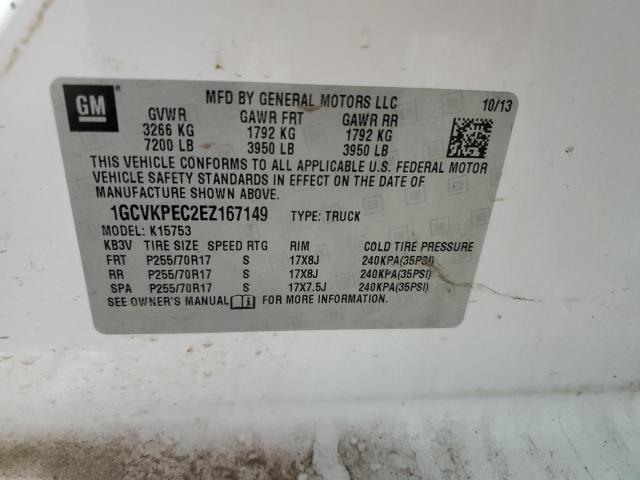 GM
MFD BY GENERAL MOTORS LLC 10/13
GVWR GAWR FRT GAWR RR
3266 KG 1792 KG 1792 KG
7200 LB 3950 LB 3950 LB
THIS VEHICLE CONFORMS TO ALL APPLICABLE U.S. FEDERAL MOTOR
VEHICLE SAFETY STANDARDS IN EFFECT ON THE DATE OF
MANUFACTURE SHOWN ABOVE.
1GCVKPEC2EZ167149 TYPE: TRUCK
MODEL: K15753
KB3V TIRE SIZE SPEED RTG RIM COLD TIRE PRESSURE
FRT P255/70R17 S 17X8J 240KPA(35PSI)
RR P255/70R17 S 17X8J 240KPA(35PSI)
SPA P255/70R17 S 17X7.5J 240KPA(35PSI)
SEE OWNER'S MANUAL FOR MORE INFORMATION.